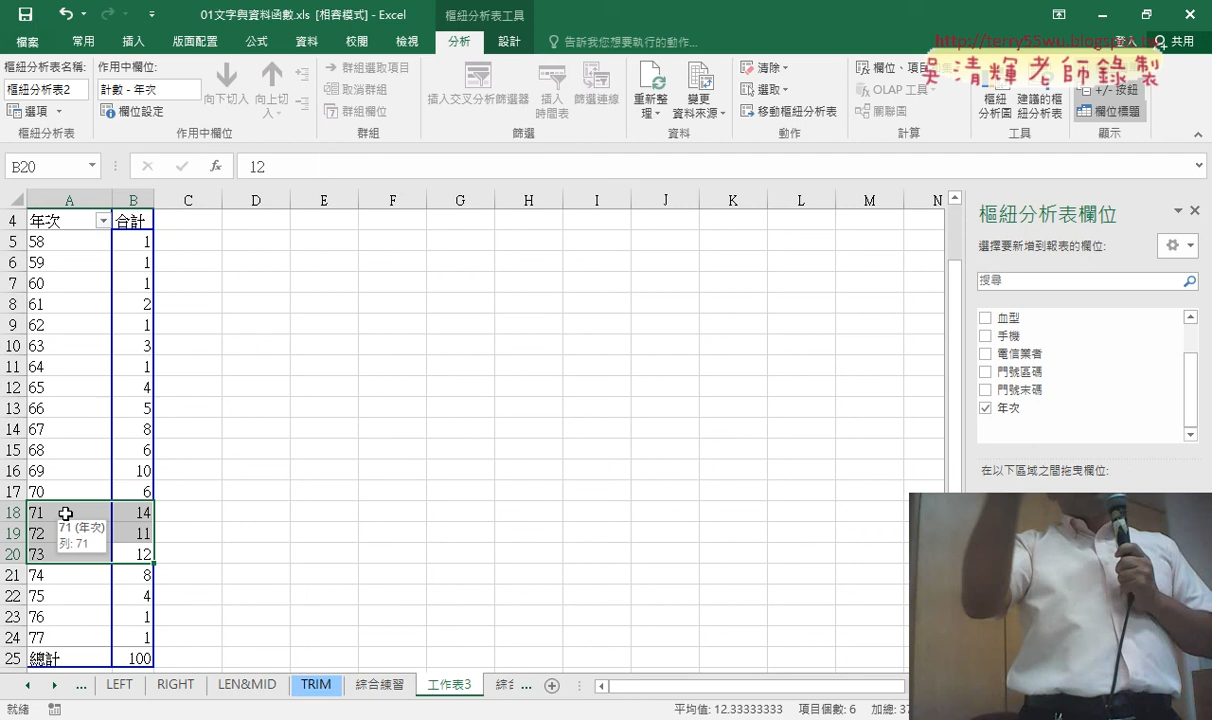 01文字與資料函數.xls [相容模式] - Excel
樞紐分析表工具
檔案 常用 插入 版面配置 公式 資料 校閱 檢視 分析 設計 告訴我您想要執行的動作... 登入 共用
http://terry55wu.blogspot.tw
吳清輝老師錄製
樞紐分析表名稱:
樞紐分析表2
選項
樞紐分析表
作用中欄位:
計數 - 年次
欄位設定
向下切入 向上切入
作用中欄位
群組選取項目
取消群組
群組欄位
群組
插入交叉分析篩選器
插入時間表
篩選連線
篩選
重新整理
變更資料來源
資料
清除
選取
移動樞紐分析表
動作
欄位、項目
OLAP 工具
關聯圖
計算
樞紐分析圖
建議的樞紐分析表
工具
+/- 按鈕
欄位標題
顯示
B20 fx 12
A B C D E F G H I J K L M N
4 年次 合計
5 58 1
6 59 1
7 60 1
8 61 2
9 62 1
10 63 3
11 64 1
12 65 4
13 66 5
14 67 8
15 68 6
16 69 10
17 70 6
18 71 14
19 72 11
20 73 12
21 74 8
22 75 4
23 76 1
24 77 1
25 總計 100
71 (年次)
列: 71
樞紐分析表欄位
選擇要新增到報表的欄位:
搜尋
血型
手機
電信業者
門號區碼
門號末碼
年次
在以下區域之間拖曳欄位:
... LEFT RIGHT LEN&MID TRIM 綜合練習 工作表3 ...
就緒 平均值: 12.33333333 項目個數: 6